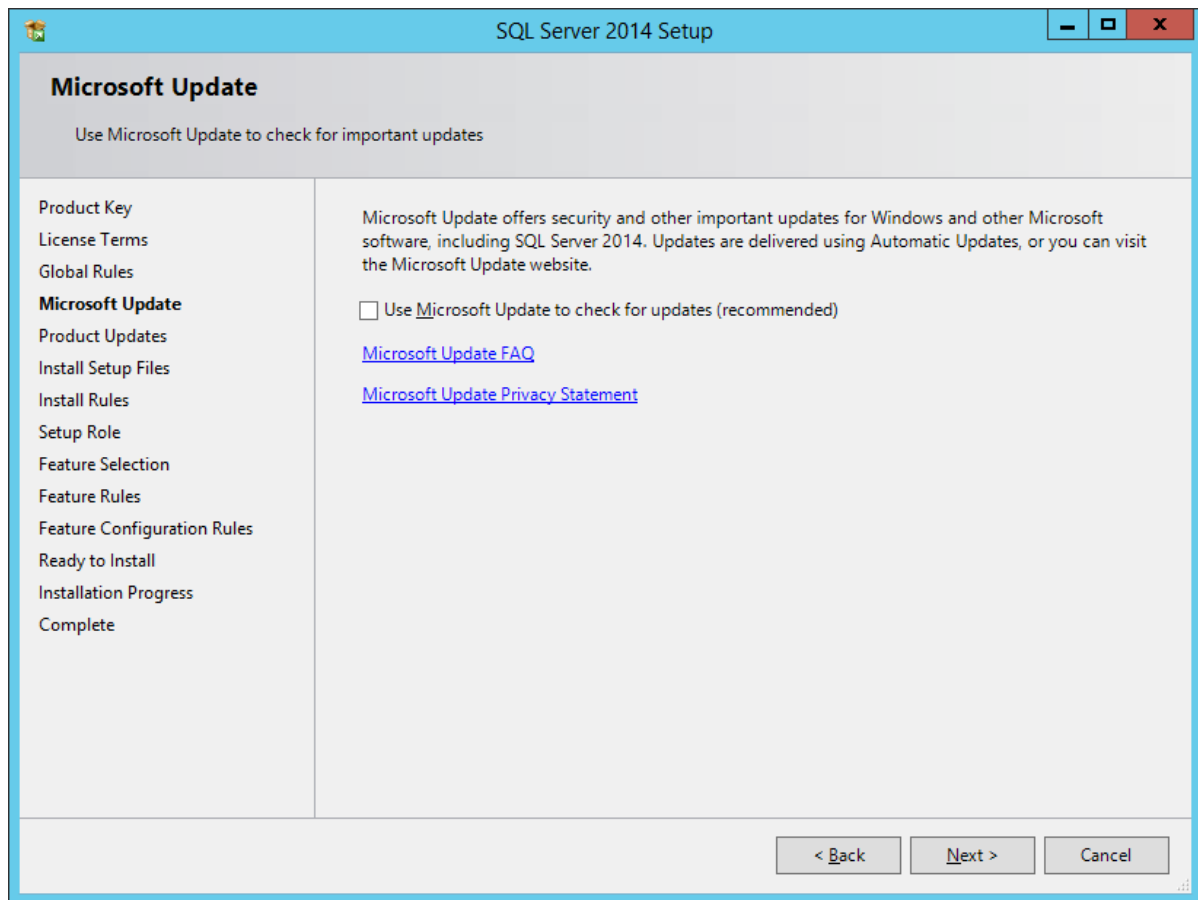 SQL Server 2014 Setup
Microsoft Update
Use Microsoft Update to check for important updates
Product Key
License Terms
Global Rules
Microsoft Update
Product Updates
Install Setup Files
Install Rules
Setup Role
Feature Selection
Feature Rules
Feature Configuration Rules
Ready to Install
Installation Progress
Complete
Microsoft Update offers security and other important updates for Windows and other Microsoft
software, including SQL Server 2014. Updates are delivered using Automatic Updates, or you can visit
the Microsoft Update website.
Use Microsoft Update to check for updates (recommended)
Microsoft Update FAQ
Microsoft Update Privacy Statement
< Back
Next >
Cancel